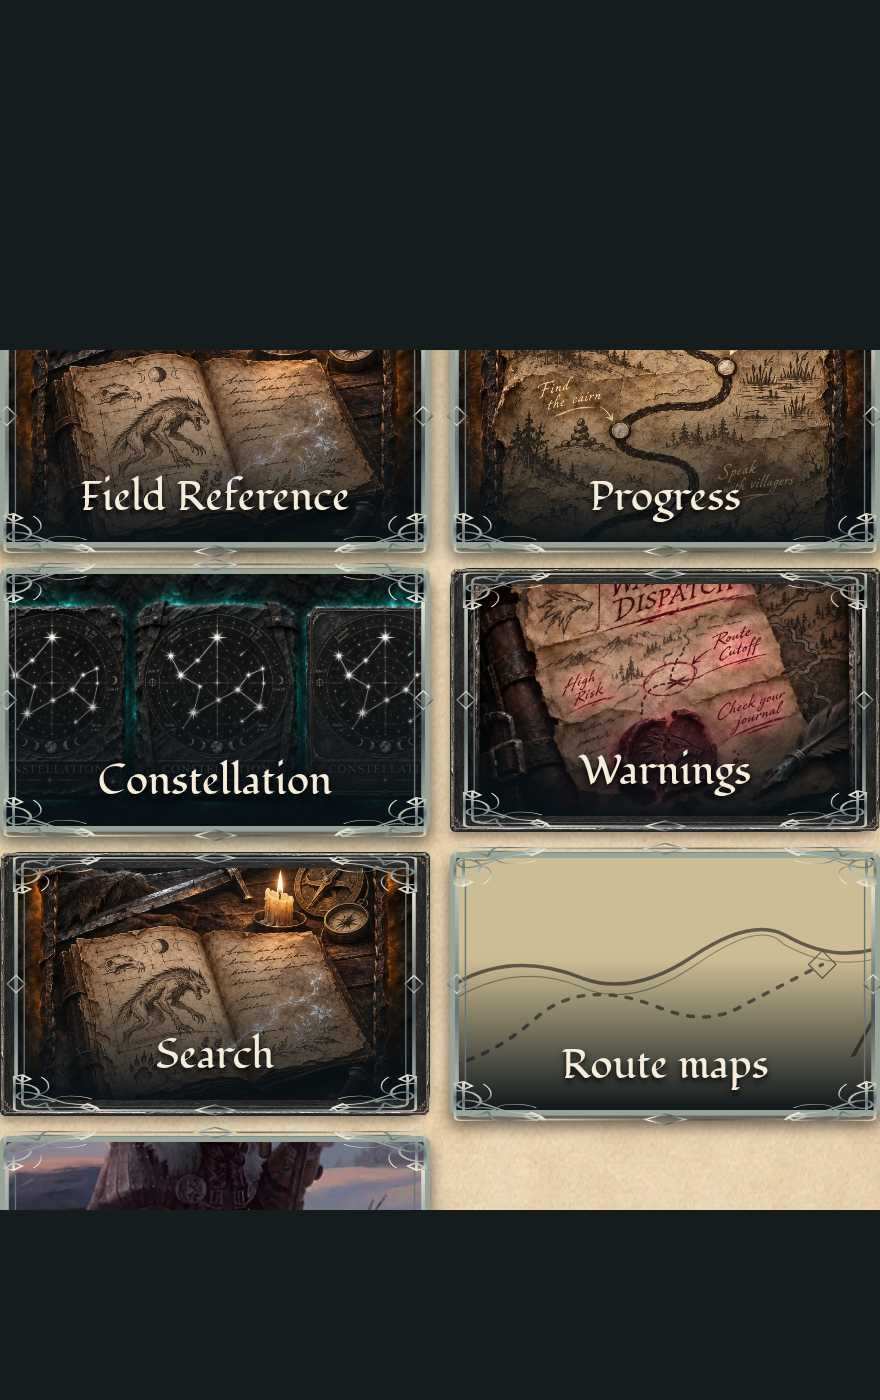 Find
the cairn
Speak
villagers
Field Reference
Progress
DISPATCH
Route
Cutoff
High
Risk
Check your
journal
CONSTELLATION
Constellation
Warnings
Search
Route maps